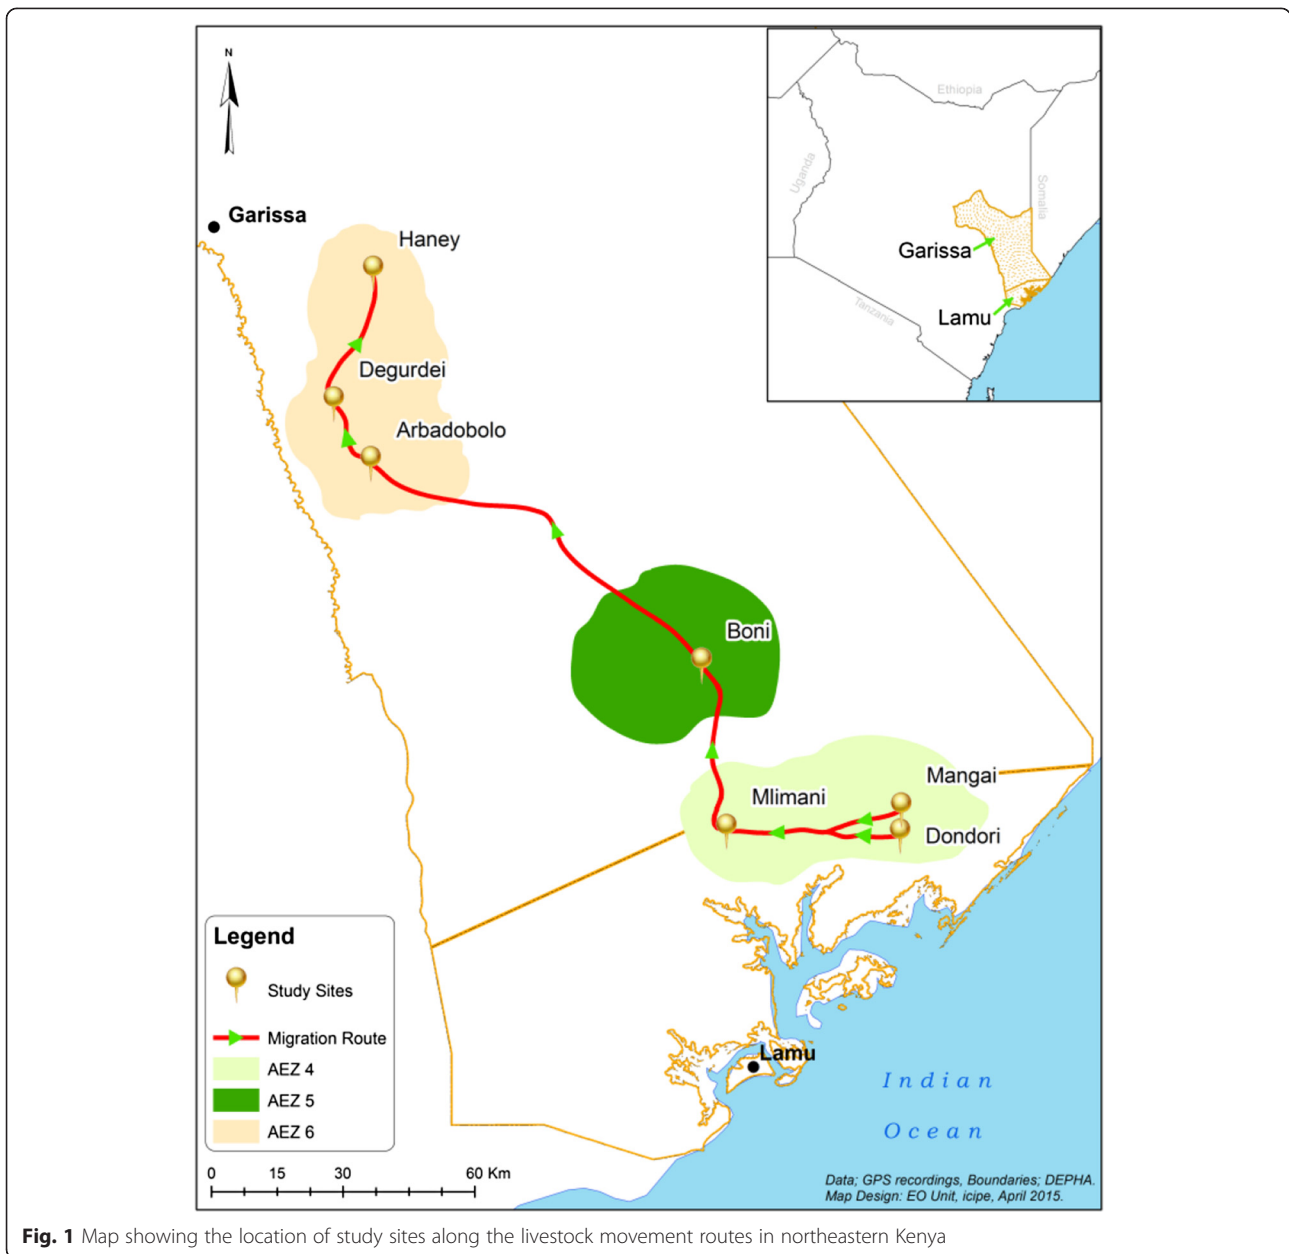 N
Garissa
Haney
Degurdei
Arbadobolo
Boni
Mangai
Mlimani
Dondori
Lamu
Indian
Ocean
Ethiopia
Uganda
Somalia
Garissa
Lamu
Tanzania
Legend
Study Sites
Migration Route
AEZ 4
AEZ 5
AEZ 6
0 15 30 60 Km
Data; GPS recordings, Boundaries; DEPHA.
Map Design: EO Unit, icipe, April 2015.
Fig. 1 Map showing the location of study sites along the livestock movement routes in northeastern Kenya